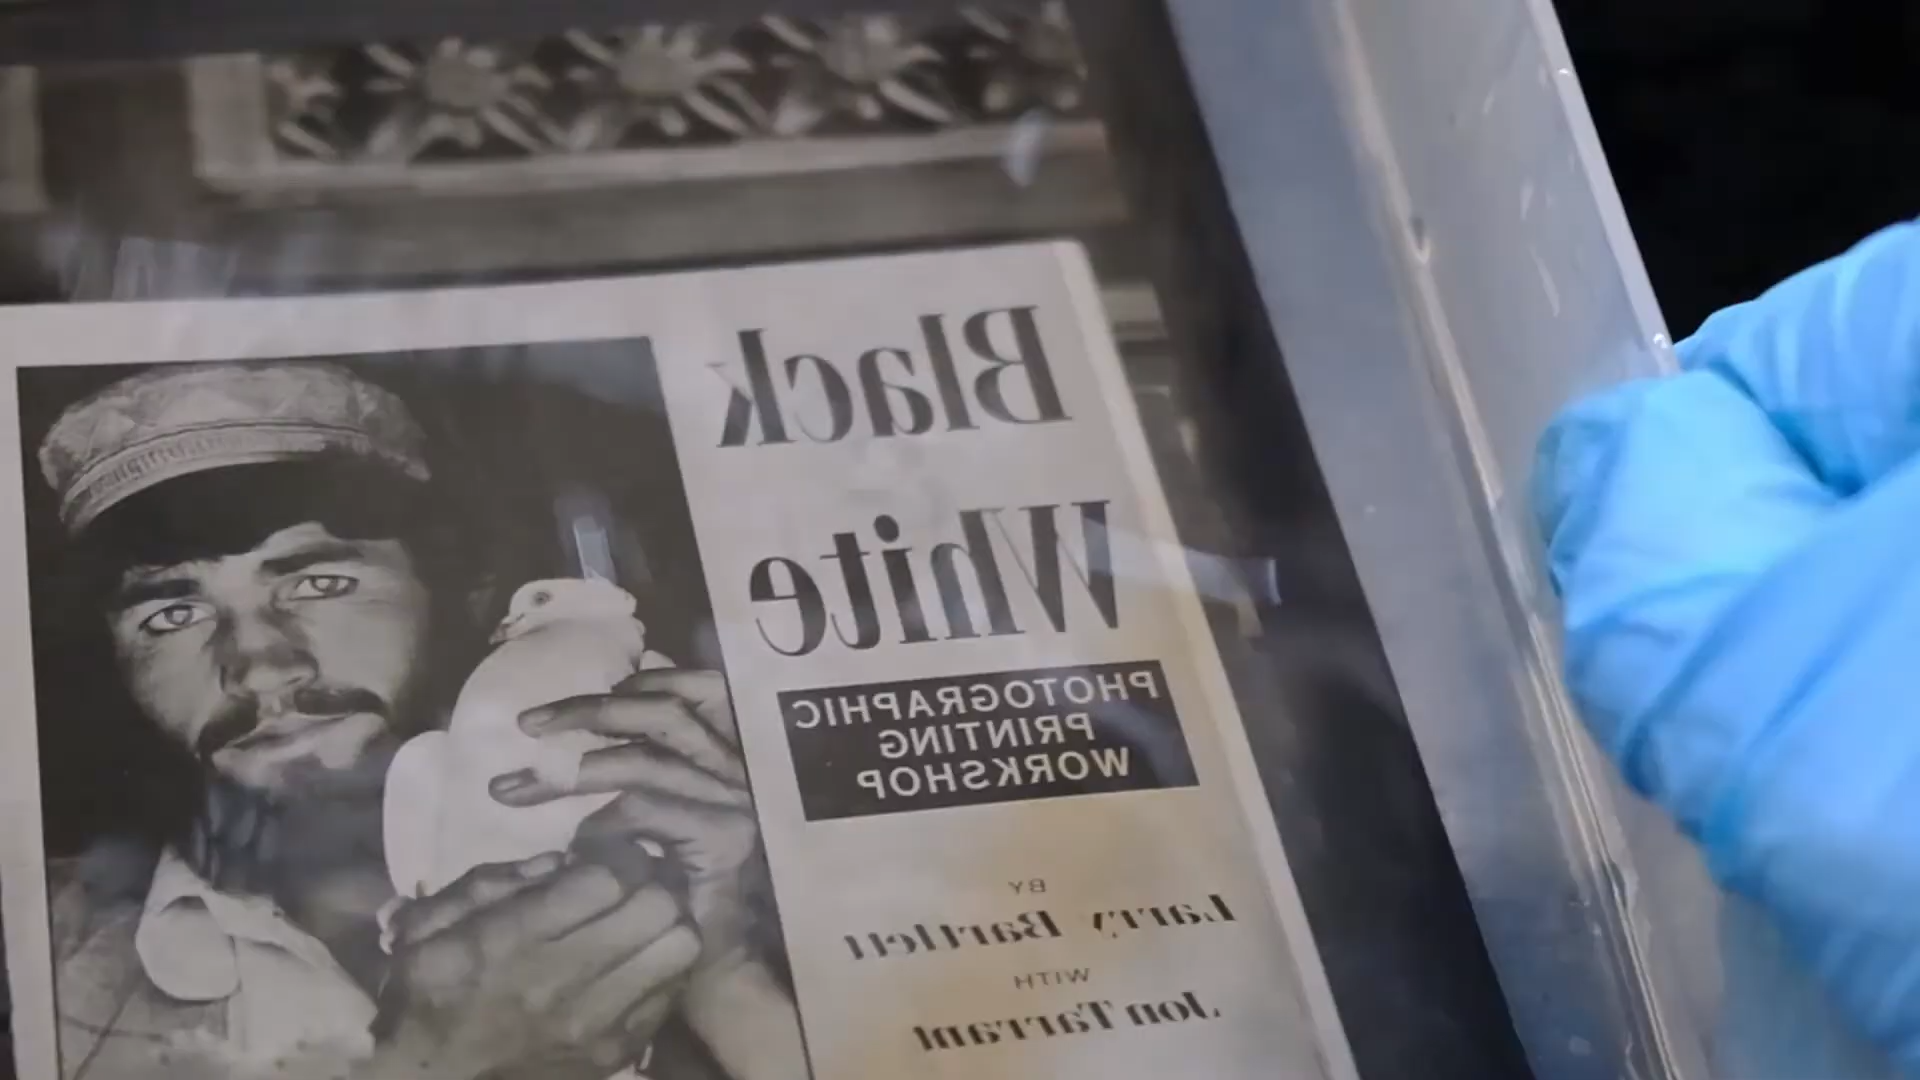 Black
White
PHOTOGRAPHIC
PRINTING
WORKSHOP
BY
Larry Bartlett
WITH
Jon Tarrant